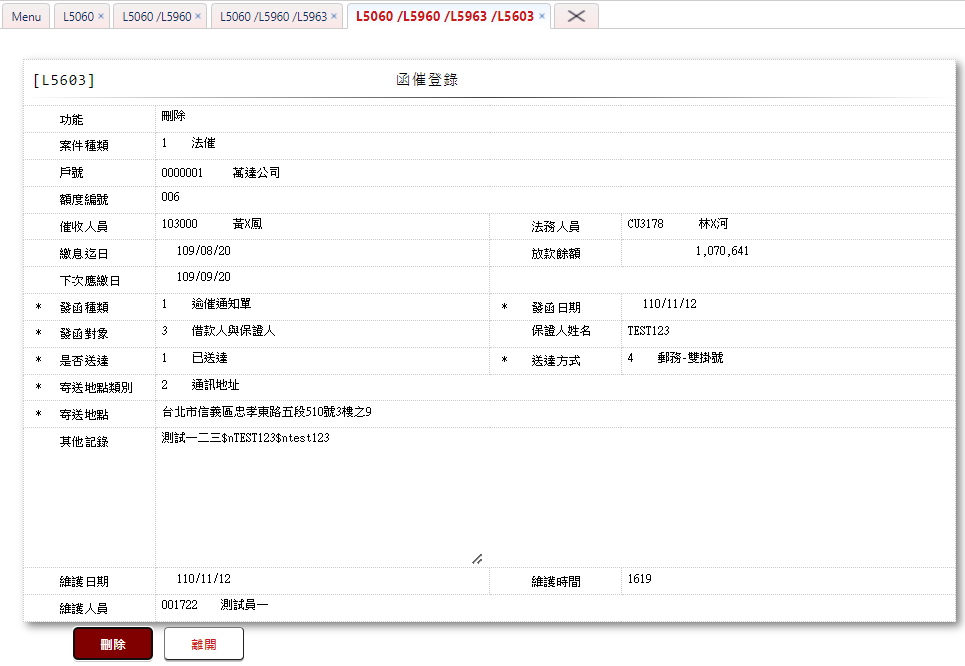 Menu L5060 × L5060 /L5960 × L5060 /L5960 /L5963 × L5060 /L5960 /L5963 /L5603 ×
[L5603] 函催登錄
功能 刪除
案件種類 1 法催
戶號 0000001 萬達公司
額度編號 006
催收人員 103000 黃X鳳 法務人員 CU3178 林X河
繳息迄日 109/08/20 放款餘額 1,070,641
下次應繳日 109/09/20
* 發函種類 1 逾催通知單 * 發函日期 110/11/12
* 發函對象 3 借款人與保證人 保證人姓名 TEST123
* 是否送達 1 已送達 * 送達方式 4 郵務-雙掛號
* 寄送地點類別 2 通訊地址
* 寄送地點 台北市信義區忠孝東路五段510號3樓之9
其他記錄 測試一二三$nTEST123$ntest123
維護日期 110/11/12 維護時間 1619
維護人員 001722 測試員一
刪除 離開